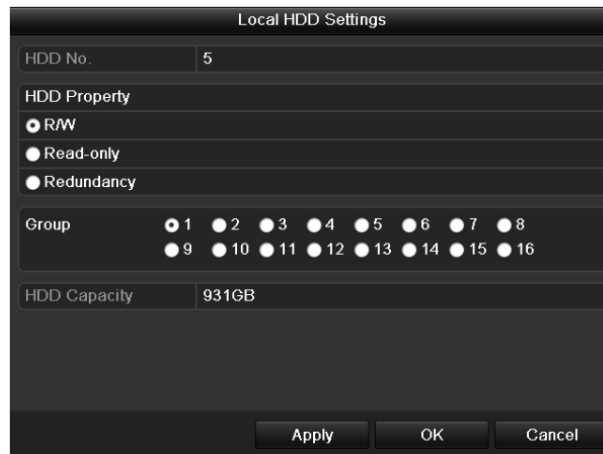 Local HDD Settings
HDD No. 5
HDD Property
R/W
Read-only
Redundancy
Group 1 2 3 4 5 6 7 8
9 10 11 12 13 14 15 16
HDD Capacity 931GB
Apply OK Cancel